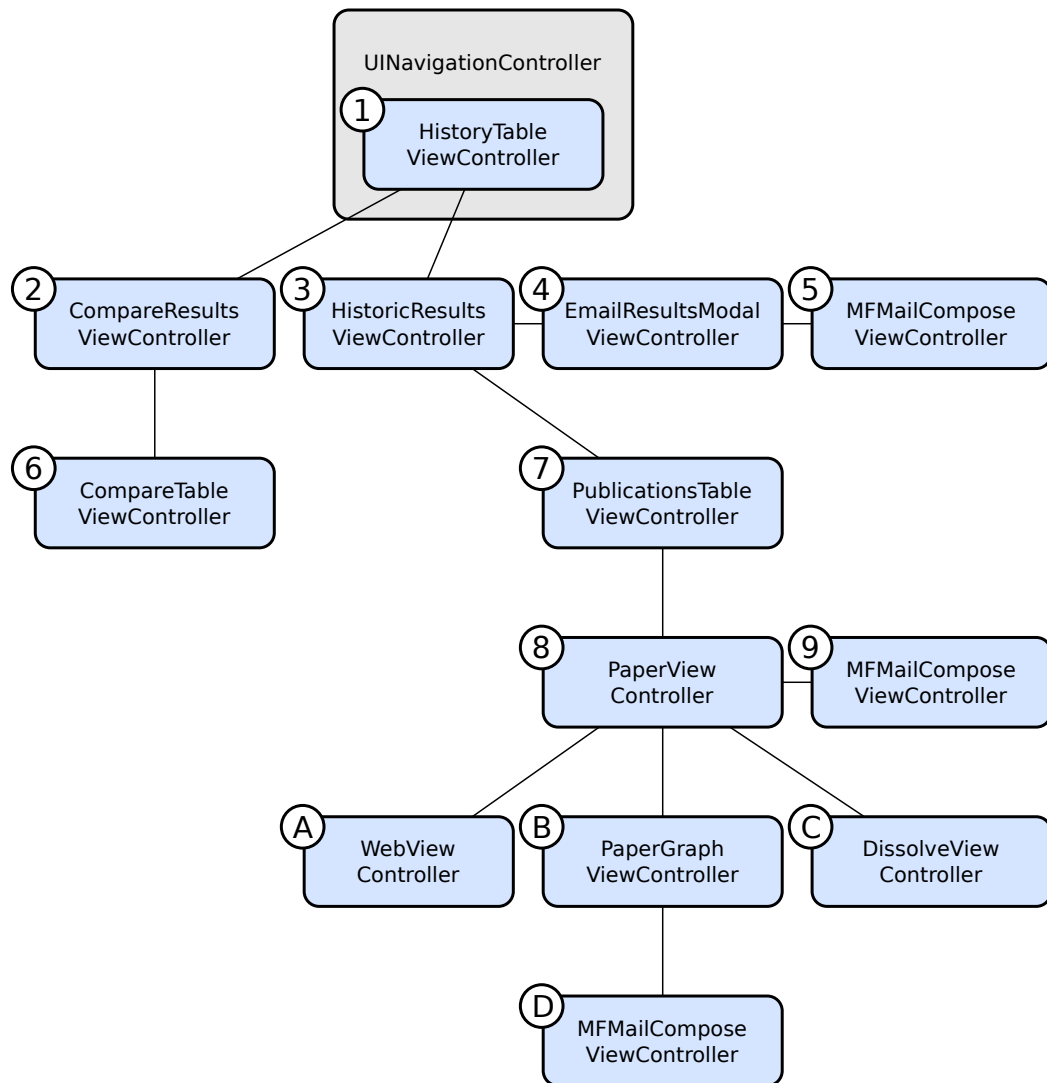 UINavigationController
1
HistoryTable
ViewController
2
CompareResults
ViewController
3
HistoricResults
ViewController
4
EmailResultsModal
ViewController
5
MFMailCompose
ViewController
6
CompareTable
ViewController
7
PublicationsTable
ViewController
8
PaperView
Controller
9
MFMailCompose
ViewController
A
WebView
Controller
B
PaperGraph
ViewController
C
DissolveView
Controller
D
MFMailCompose
ViewController